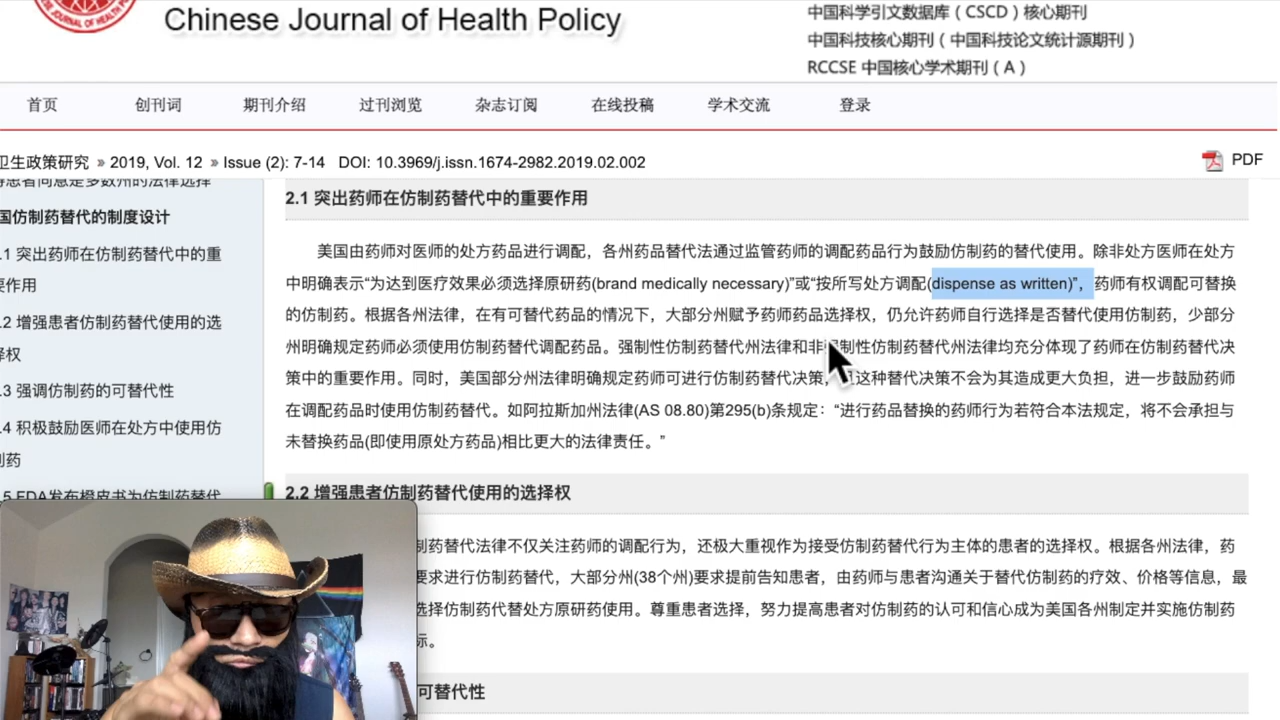 Chinese Journal of Health Policy
中国科学引文数据库（CSCD）核心期刊
中国科技核心期刊（中国科技论文统计源期刊）
RCCSE 中国核心学术期刊（A）
首页 创刊词 期刊介绍 过刊浏览 杂志订阅 在线投稿 学术交流 登录
卫生政策研究 » 2019, Vol. 12 » Issue (2): 7-14 DOI: 10.3969/j.issn.1674-2982.2019.02.002
PDF
得患者同意是多数州的法律选择
国仿制药替代的制度设计
.1 突出药师在仿制药替代中的重
要作用
.2 增强患者仿制药替代使用的选
择权
.3 强调仿制药的可替代性
.4 积极鼓励医师在处方中使用仿
制药
.5 FDA发布橙皮书为仿制药替代
2.1 突出药师在仿制药替代中的重要作用
美国由药师对医师的处方药品进行调配，各州药品替代法通过监管药师的调配药品行为鼓励仿制药的替代使用。除非处方医师在处方
中明确表示“为达到医疗效果必须选择原研药(brand medically necessary)”或“按所写处方调配(dispense as written)”，药师有权调配可替换
的仿制药。根据各州法律，在有可替代药品的情况下，大部分州赋予药师药品选择权，仍允许药师自行选择是否替代使用仿制药，少部分
州明确规定药师必须使用仿制药替代调配药品。强制性仿制药替代州法律和非强制性仿制药替代州法律均充分体现了药师在仿制药替代决
策中的重要作用。同时，美国部分州法律明确规定药师可进行仿制药替代决策，且这种替代决策不会为其造成更大负担，进一步鼓励药师
在调配药品时使用仿制药替代。如阿拉斯加州法律(AS 08.80)第295(b)条规定：“进行药品替换的药师行为若符合本法规定，将不会承担与
未替换药品(即使用原处方药品)相比更大的法律责任。”
2.2 增强患者仿制药替代使用的选择权
制药替代法律不仅关注药师的调配行为，还极大重视作为接受仿制药替代行为主体的患者的选择权。根据各州法律，药
要求进行仿制药替代，大部分州(38个州)要求提前告知患者，由药师与患者沟通关于替代仿制药的疗效、价格等信息，最
选择仿制药代替处方原研药使用。尊重患者选择，努力提高患者对仿制药的认可和信心成为美国各州制定并实施仿制药
标。
可替代性